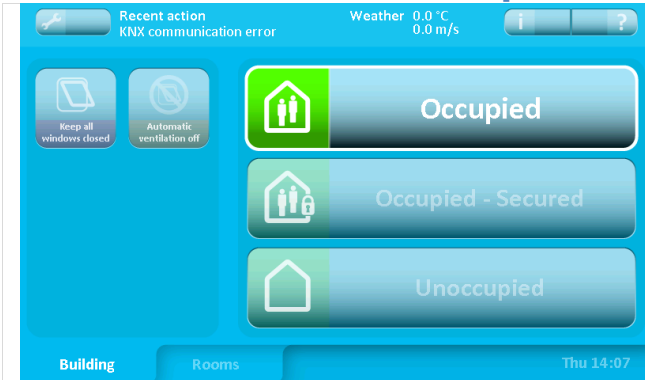 Recent action
KNX communication error
Weather 0.0 °C
0.0 m/s
i
?
Keep all
windows closed
Automatic
ventilation off
Occupied
Occupied - Secured
Unoccupied
Building
Rooms
Thu 14:07